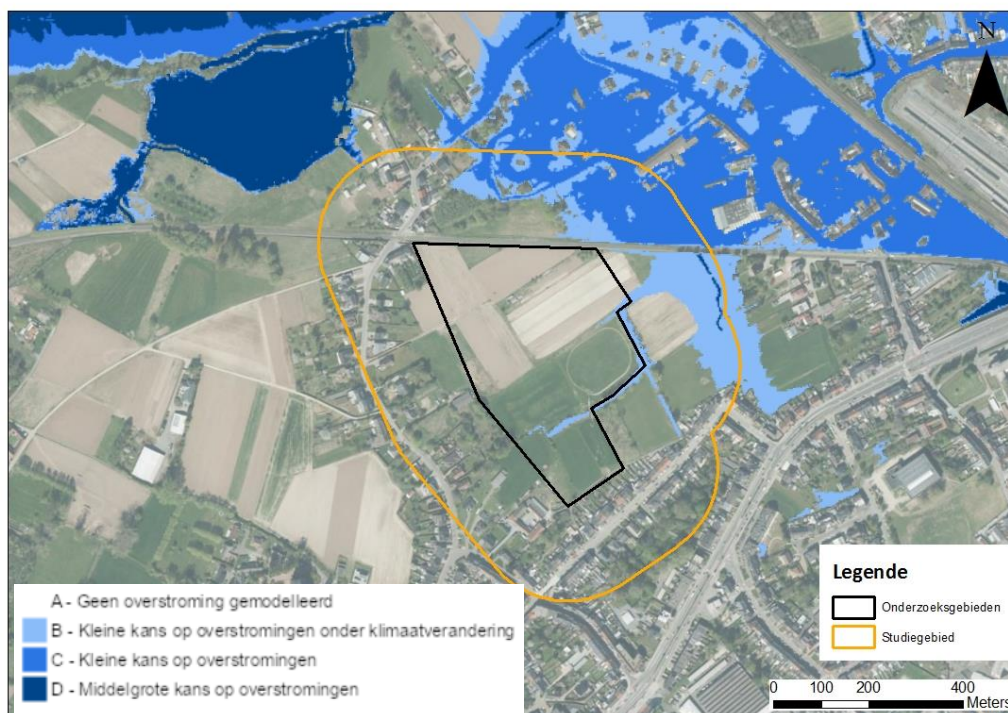 N
Legende
Onderzoeksgebieden
Studiegebied
0 100 200 400
Meters
A - Geen overstroming gemodelleerd
B - Kleine kans op overstromingen onder klimaatverandering
C - Kleine kans op overstromingen
D - Middelgrote kans op overstromingen